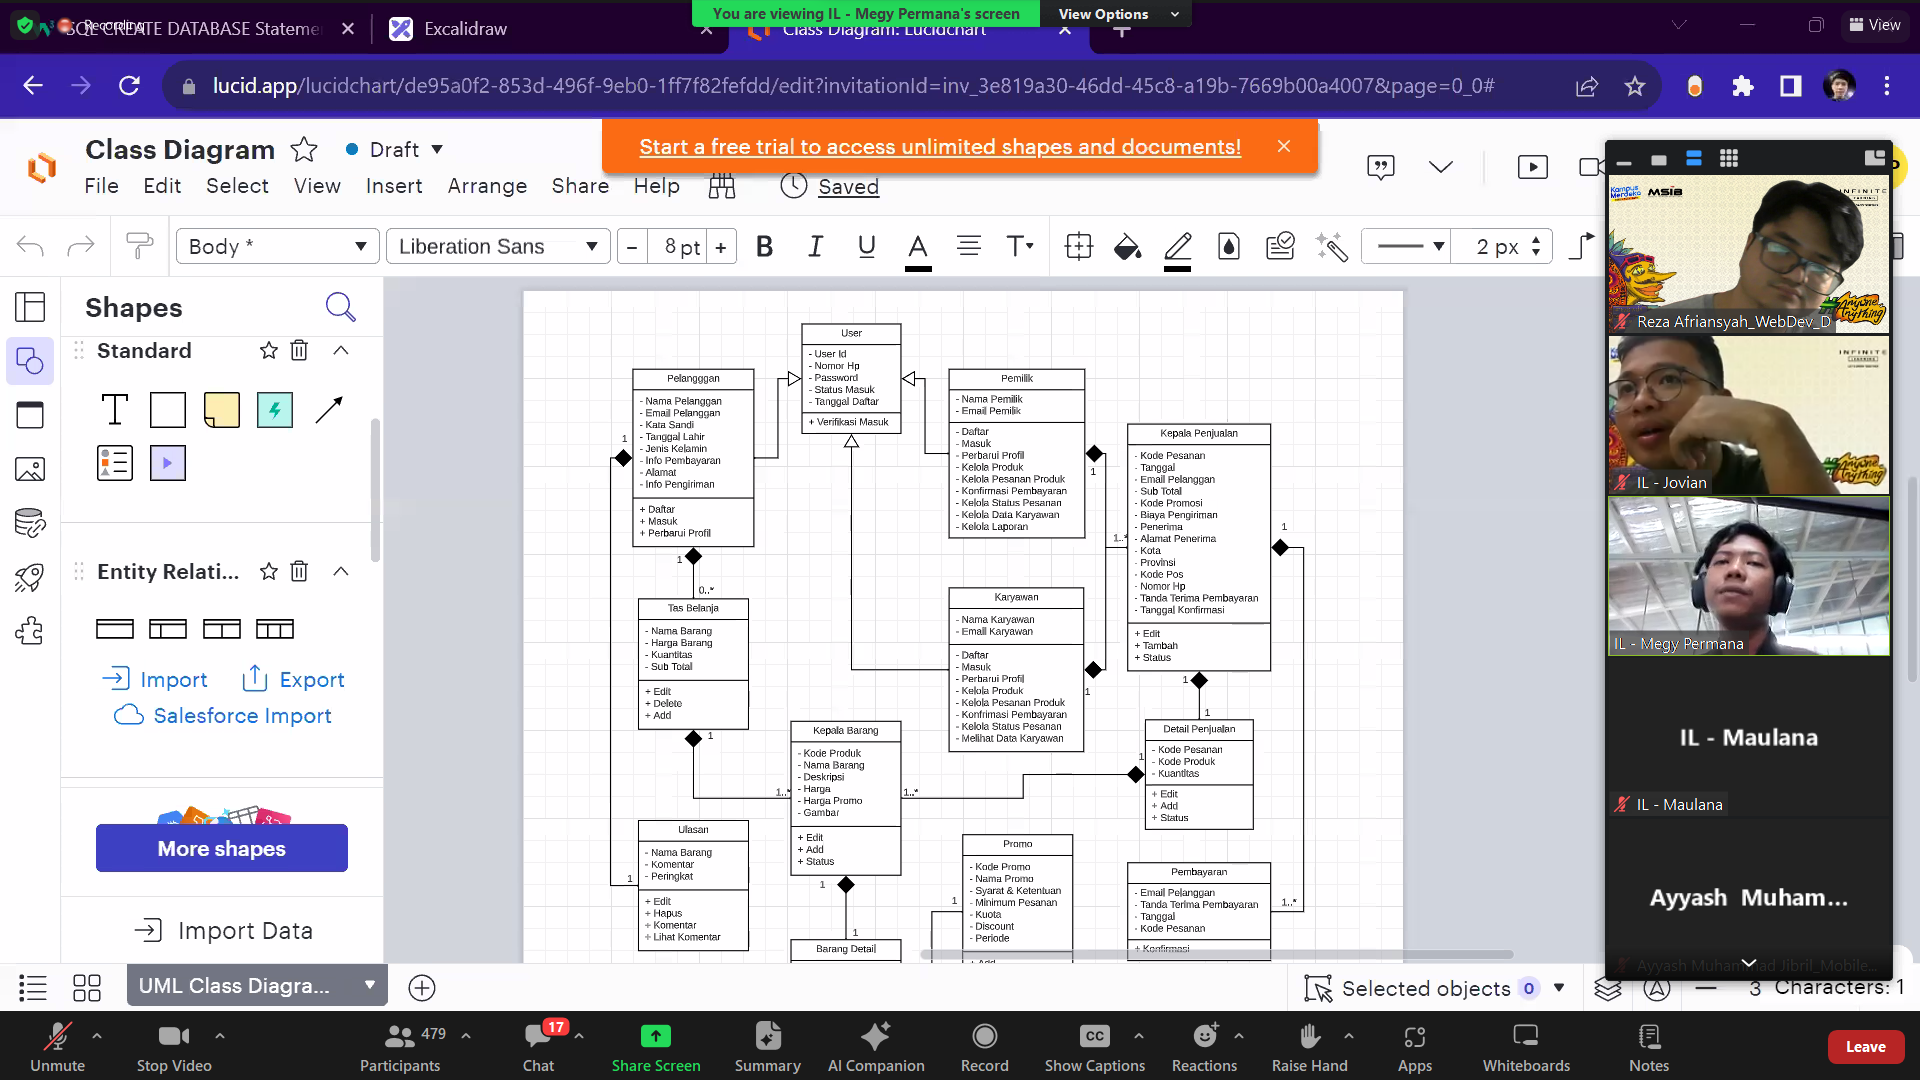 You are viewing IL - Megy Permana's screen
View Options
Recording
SQL CREATE DATABASE Stateme
Excalidraw
Class Diagram: Lucidchart
View
lucid.app/lucidchart/de95a0f2-853d-496f-9eb0-1ff7f82fefdd/edit?invitationId=inv_3e819a30-46dd-45c8-a19b-7669b00a4007&page=0_0#
Class Diagram
Draft
Start a free trial to access unlimited shapes and documents!
File Edit Select View Insert Arrange Share Help
Saved
Body *
Liberation Sans
- 8 pt +
B I U A T
2 px
Shapes
Standard
T
Entity Relati...
Import
Export
Salesforce Import
More shapes
Import Data
User
- User Id
- Nomor Hp
- Password
- Status Masuk
- Tanggal Daftar
+ Verifikasi Masuk
Pelangggan
- Nama Pelanggan
- Email Pelanggan
- Kata Sandi
- Tanggal Lahir
- Jenis Kelamin
- Info Pembayaran
- Alamat
- Info Pengiriman
+ Daftar
+ Masuk
+ Perbarui Profil
1
1
0..*
Pemilik
- Nama Pemilik
- Email Pemilik
- Daftar
- Masuk
- Perbarui Profil
- Kelola Produk
- Kelola Pesanan Produk
- Konfirmasi Pembayaran
- Kelola Status Pesanan
- Kelola Data Karyawan
- Kelola Laporan
1
1..*
Kepala Penjualan
- Kode Pesanan
- Tanggal
- Email Pelanggan
- Sub Total
- Kode Promosi
- Biaya Pengiriman
- Penerima
- Alamat Penerima
- Kota
- Provinsi
- Kode Pos
- Nomor Hp
- Tanda Terima Pembayaran
- Tanggal Konfirmasi
+ Edit
+ Tambah
+ Status
1
1
1
Tas Belanja
- Nama Barang
- Harga Barang
- Kuantitas
- Sub Total
+ Edit
+ Delete
+ Add
1
1..*
Karyawan
- Nama Karyawan
- Email Karyawan
- Daftar
- Masuk
- Perbarui Profil
- Kelola Produk
- Kelola Pesanan Produk
- Konfrimasi Pembayaran
- Kelola Status Pesanan
- Melihat Data Karyawan
1
Kepala Barang
- Kode Produk
- Nama Barang
- Deskripsi
- Harga
- Harga Promo
- Gambar
+ Edit
+ Add
+ Status
1..*
1
1
Detail Penjualan
- Kode Pesanan
- Kode Produk
- Kuantitas
+ Edit
+ Add
+ Status
1
Ulasan
- Nama Barang
- Komentar
- Peringkat
+ Edit
+ Hapus
+ Komentar
+ Lihat Komentar
1
Barang Detail
Promo
- Kode Promo
- Nama Promo
- Syarat & Ketentuan
- Minimum Pesanan
- Kuota
- Discount
- Periode
1
Pembayaran
- Email Pelanggan
- Tanda Terima Pembayaran
- Tanggal
- Kode Pesanan
+ Konfirmasi
1..*
Kampus Merdeka
MSIB
INFINITE
LEARNING
#Anyone Anything
Reza Afriansyah_WebDev_D
INFINITE
#Anyone Anything
IL - Jovian
IL - Megy Permana
IL - Maulana
IL - Maulana
Ayyash Muham...
Ayyash Muhammad Jibril_Mobile...
UML Class Diagra...
Selected objects 0
3 Characters: 1
Unmute
Stop Video
Participants
479
Chat
17
Share Screen
Summary
AI Companion
Record
CC
Show Captions
Reactions
Raise Hand
Apps
Whiteboards
Notes
Leave